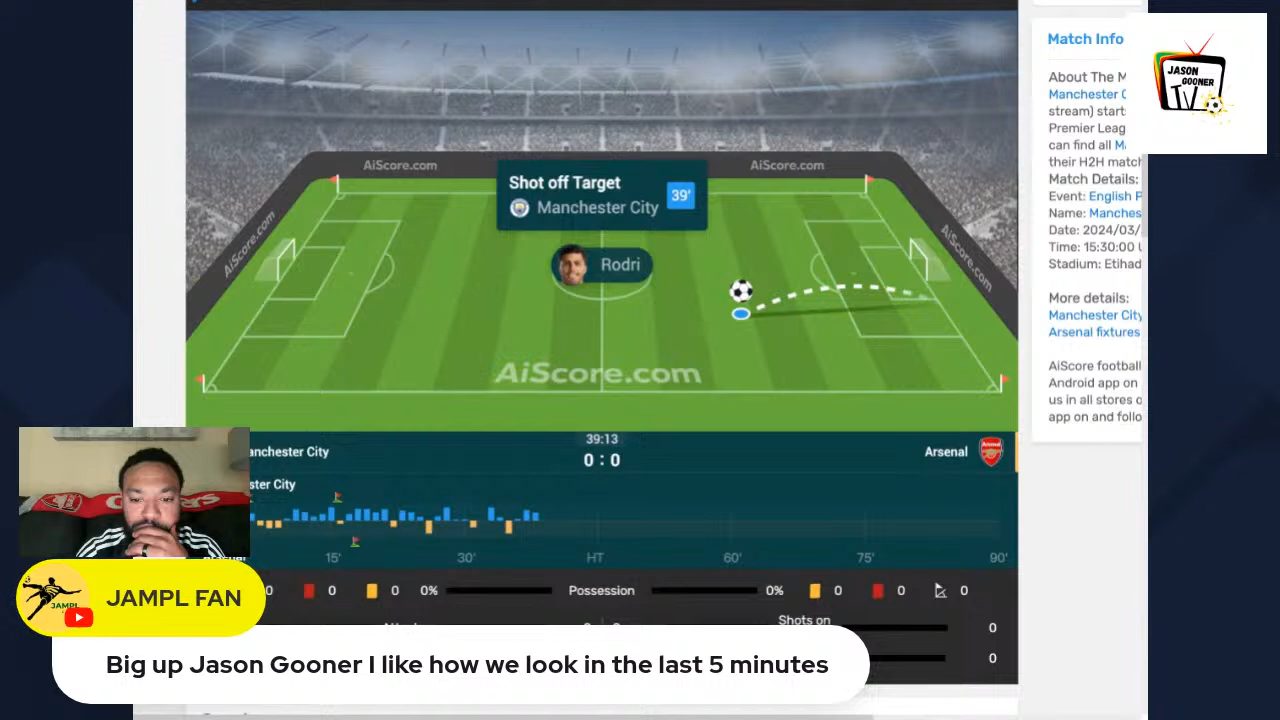 Match Info
JASON
GOONER
TV
About The M
Manchester C
stream) start
Premier Leag
can find all M
their H2H match
Match Details:
Event: English P
Name: Manches
Date: 2024/03/
Time: 15:30:00 U
Stadium: Etihad
More details:
Manchester City
Arsenal fixtures
AiScore football
Android app on
us in all stores o
app on and follo
AiScore.com
AiScore.com
AiScore.com
AiScore.com
Shot off Target
Manchester City
39'
Rodri
AiScore.com
anchester City
39:13
0 : 0
Arsenal
ster City
15'
30'
HT
60'
75'
90'
0
0
0
0%
Possession
0%
0
0
0
Shots on
0
0
JAMPL
JAMPL FAN
Big up Jason Gooner I like how we look in the last 5 minutes